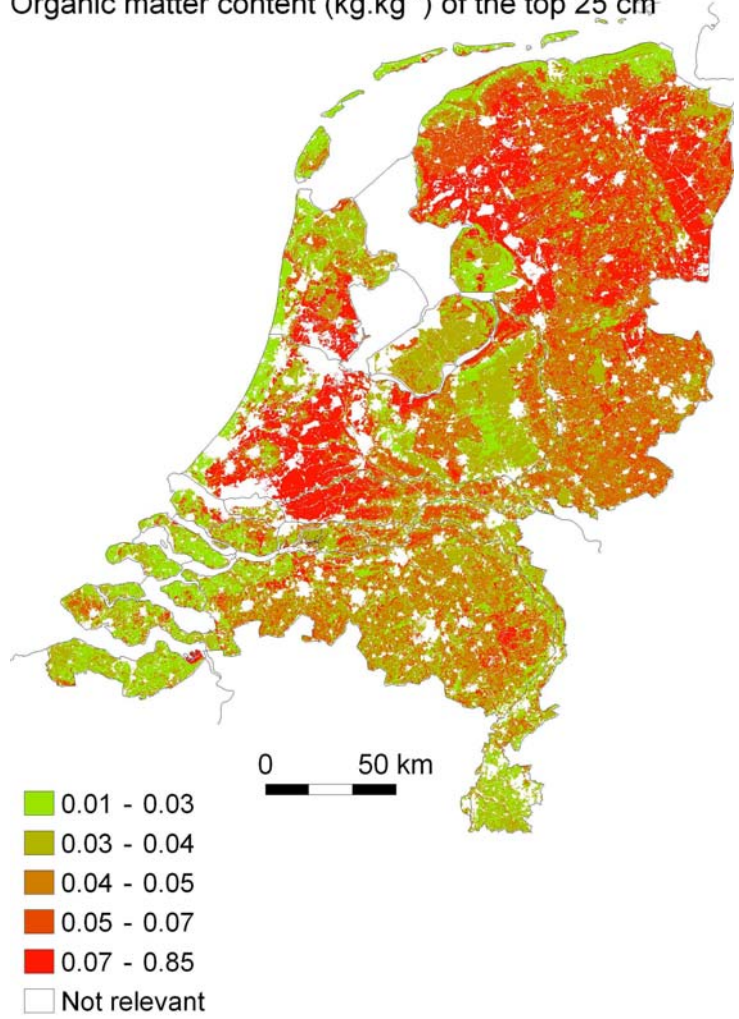 Organic matter content (kg.kg⁻¹) of the top 25 cm
0 50 km
0.01 - 0.03
0.03 - 0.04
0.04 - 0.05
0.05 - 0.07
0.07 - 0.85
Not relevant